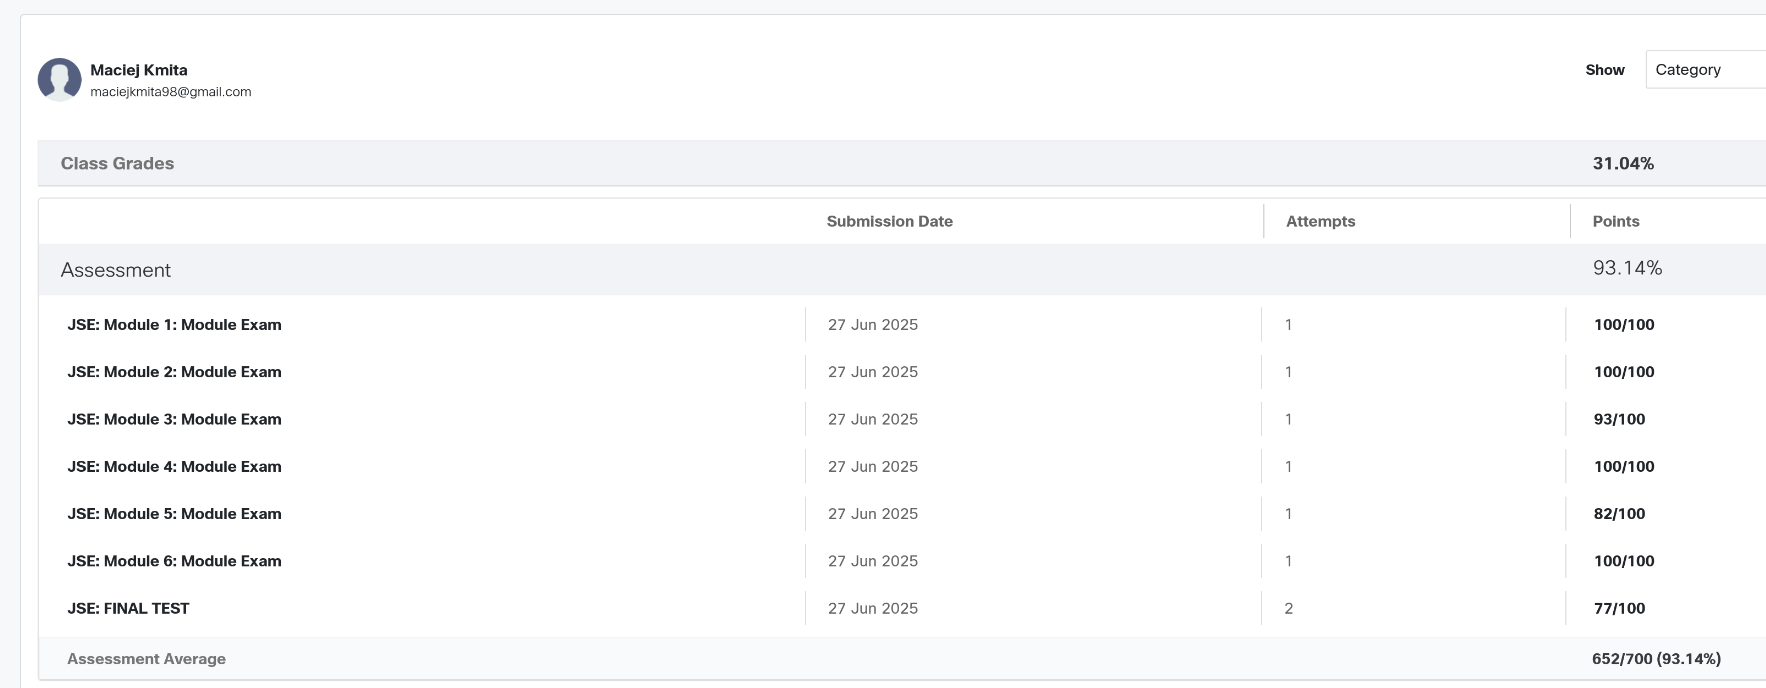 Maciej Kmita
maciejkmita98@gmail.com
Show Category
Class Grades 31.04%
Submission Date Attempts Points
Assessment 93.14%
JSE: Module 1: Module Exam 27 Jun 2025 1 100/100
JSE: Module 2: Module Exam 27 Jun 2025 1 100/100
JSE: Module 3: Module Exam 27 Jun 2025 1 93/100
JSE: Module 4: Module Exam 27 Jun 2025 1 100/100
JSE: Module 5: Module Exam 27 Jun 2025 1 82/100
JSE: Module 6: Module Exam 27 Jun 2025 1 100/100
JSE: FINAL TEST 27 Jun 2025 2 77/100
Assessment Average 652/700 (93.14%)